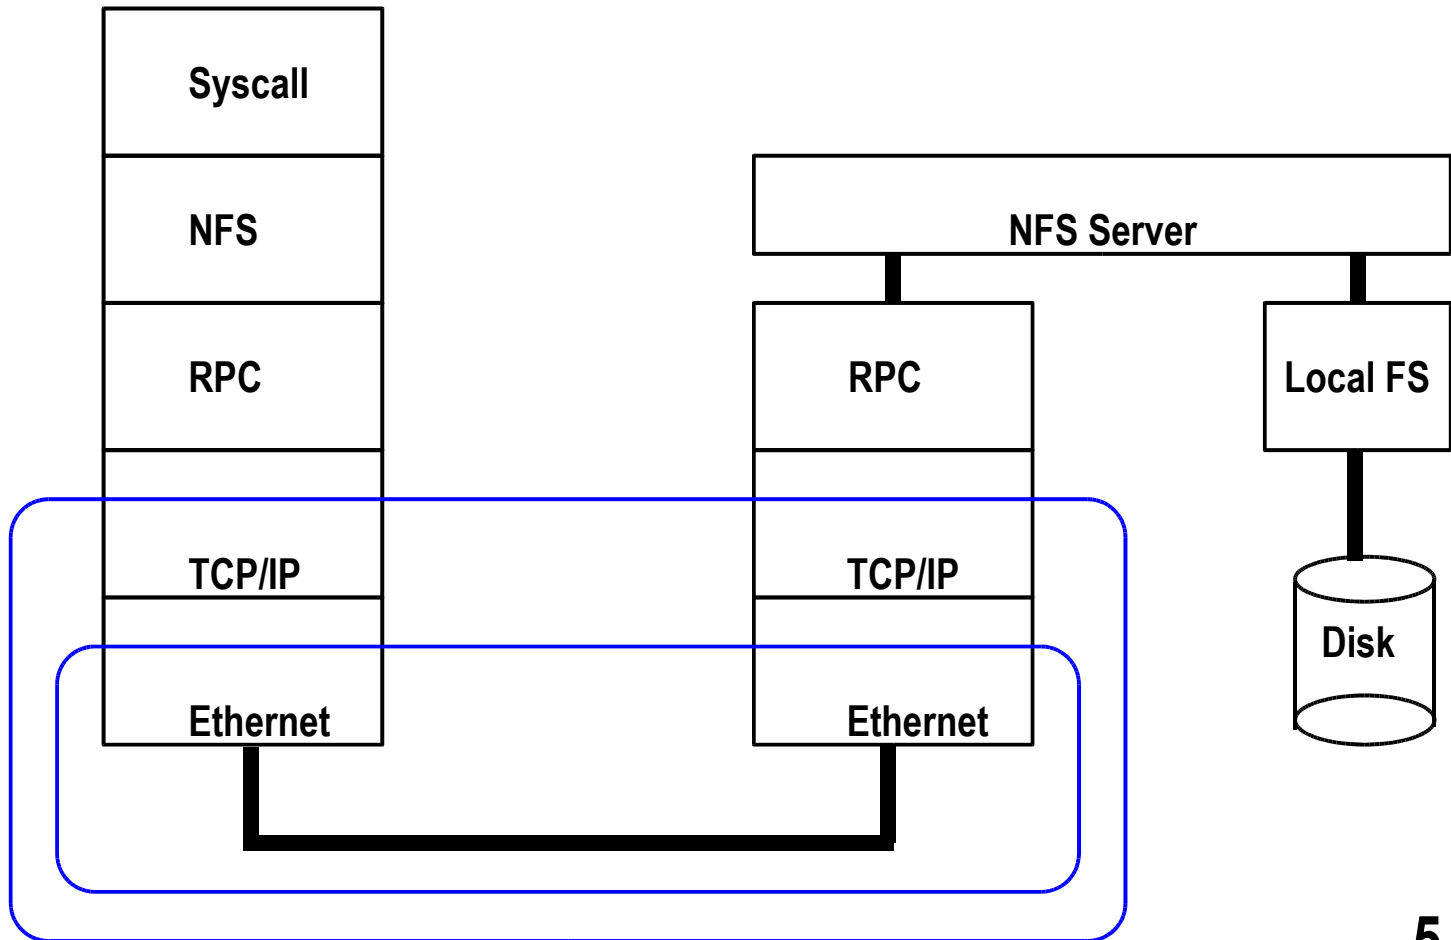 Syscall
NFS
RPC
TCP/IP
Ethernet
NFS Server
RPC
TCP/IP
Ethernet
Local FS
Disk
5